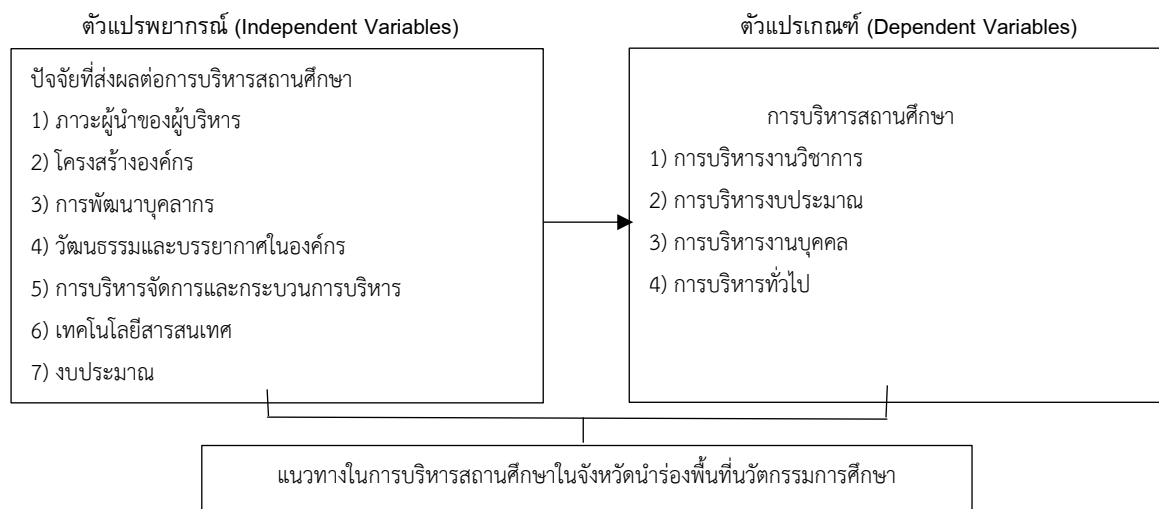 ตัวแปรพยากรณ์ (Independent Variables)
ปัจจัยที่ส่งผลต่อการบริหารสถานศึกษา
1) ภาวะผู้นำของผู้บริหาร
2) โครงสร้างองค์กร
3) การพัฒนาบุคลากร
4) วัฒนธรรมและบรรยากาศในองค์กร
5) การบริหารจัดการและกระบวนการบริหาร
6) เทคโนโลยีสารสนเทศ
7) งบประมาณ
ตัวแปรเกณฑ์ (Dependent Variables)
การบริหารสถานศึกษา
1) การบริหารงานวิชาการ
2) การบริหารงบประมาณ
3) การบริหารงานบุคคล
4) การบริหารทั่วไป
แนวทางในการบริหารสถานศึกษาในจังหวัดนำร่องพื้นที่นวัตกรรมการศึกษา